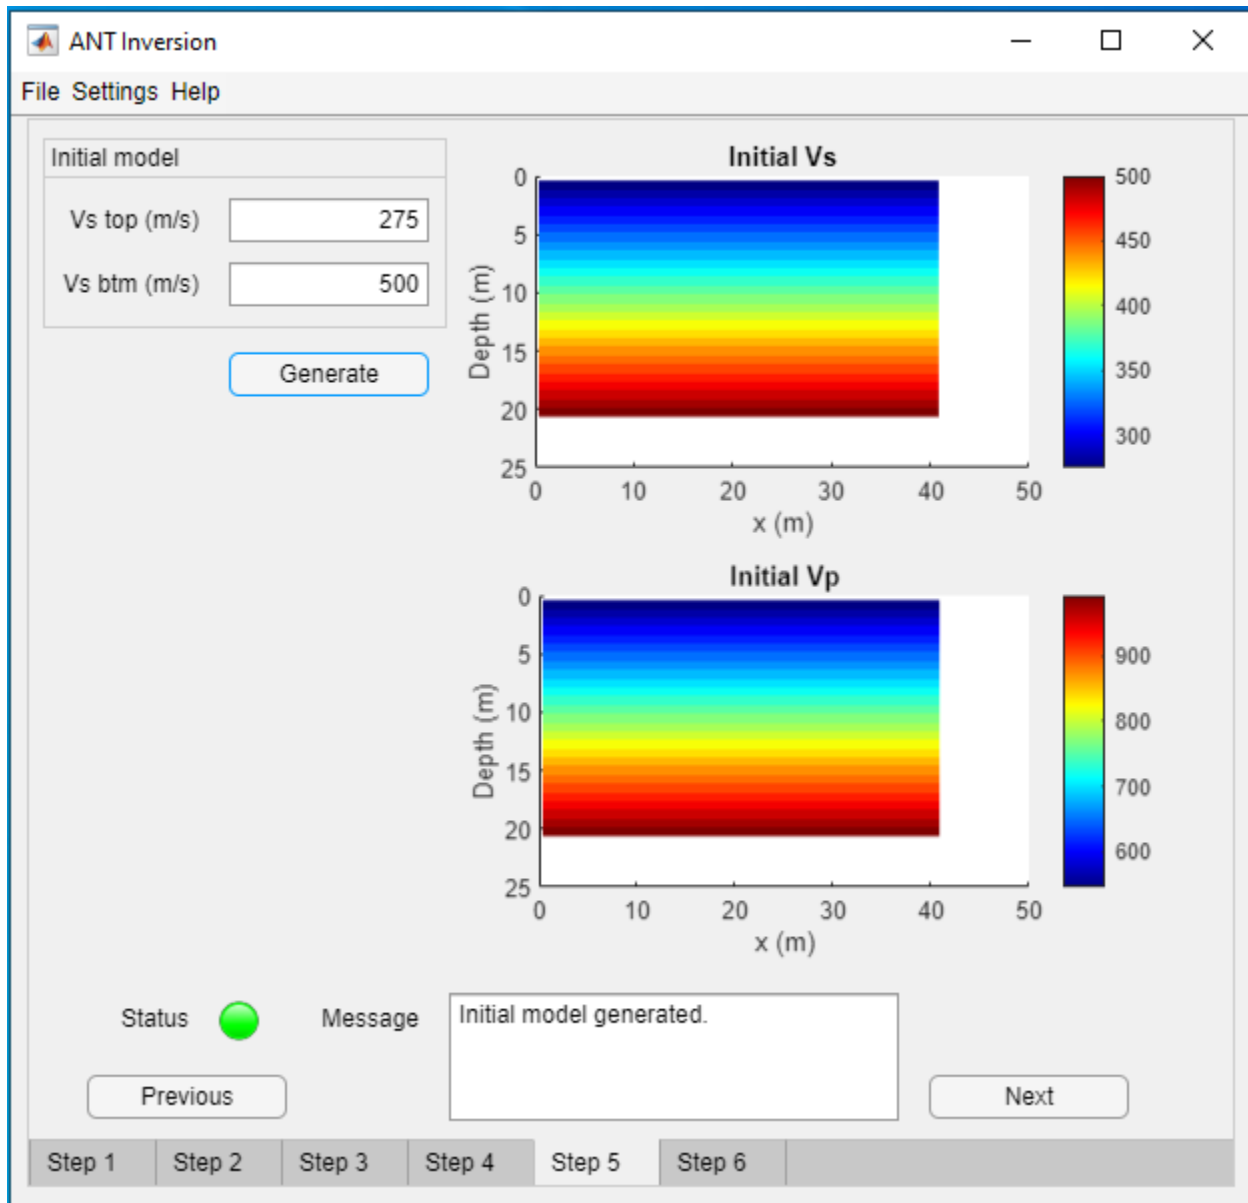 ANT Inversion
File Settings Help
Initial model
Vs top (m/s) 275
Vs btm (m/s) 500
Generate
Initial Vs
0
5
10
15
20
25
Depth (m)
0 10 20 30 40 50
x (m)
500
450
400
350
300
Initial Vp
0
5
10
15
20
25
Depth (m)
0 10 20 30 40 50
x (m)
900
800
700
600
Status Message Initial model generated.
Previous Next
Step 1 Step 2 Step 3 Step 4 Step 5 Step 6